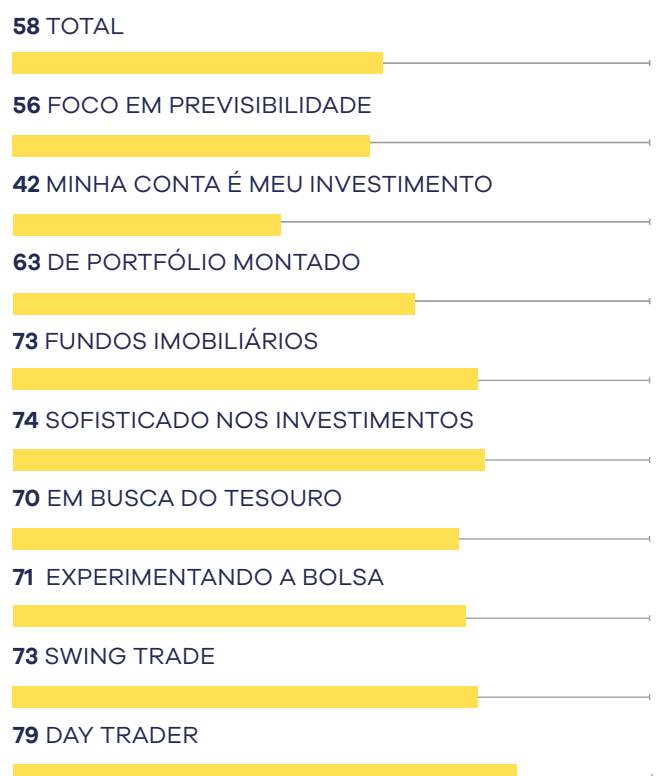 58 TOTAL
56 FOCO EM PREVISIBILIDADE
42 MINHA CONTA É MEU INVESTIMENTO
63 DE PORTFÓLIO MONTADO
73 FUNDOS IMOBILIÁRIOS
74 SOFISTICADO NOS INVESTIMENTOS
70 EM BUSCA DO TESOURO
71 EXPERIMENTANDO A BOLSA
73 SWING TRADE
79 DAY TRADER